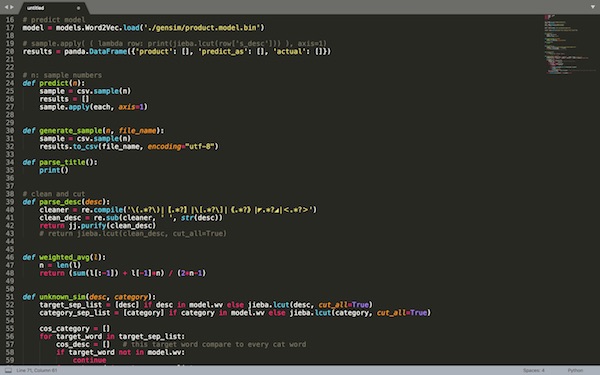 untitled
16 # predict model
17 model = models.Word2Vec.load('./gensim/product.model.bin')
18
19 # sample.apply( ( lambda row: print(jieba.lcut(row['s_desc'])) ), axis=1)
20 results = panda.DataFrame({'product': [], 'predict_as': [], 'actual': []})
21
22
23 # n: sample numbers
24 def predict(n):
25     sample = csv.sample(n)
26     results = []
27     sample.apply(each, axis=1)
28
29
30 def generate_sample(n, file_name):
31     sample = csv.sample(n)
32     results.to_csv(file_name, encoding="utf-8")
33
34 def parse_title():
35     print()
36
37
38 # clean and cut
39 def parse_desc(desc):
40     cleaner = re.compile('\(.*?\)|【.*?】|\[.*?\]|《.*?》|◤.*?◢|＜.*?＞')
41     clean_desc = re.sub(cleaner, ' ', str(desc))
42     return jj.purify(clean_desc)
43     # return jieba.lcut(clean_desc, cut_all=True)
44
45
46 def weighted_avg(l):
47     n = len(l)
48     return (sum(l[:-1]) + l[-1]*n) / (2*n-1)
49
50
51 def unknown_sim(desc, category):
52     target_sep_list = [desc] if desc in model.wv else jieba.lcut(desc, cut_all=True)
53     category_sep_list = [category] if category in model.wv else jieba.lcut(category, cut_all=True)
54
55     cos_category = []
56     for target_word in target_sep_list:
57         cos_desc = []   # this target word compare to every cat word
58         if target_word not in model.wv:
59             continue
Line 71, Column 61
Spaces: 4
Python